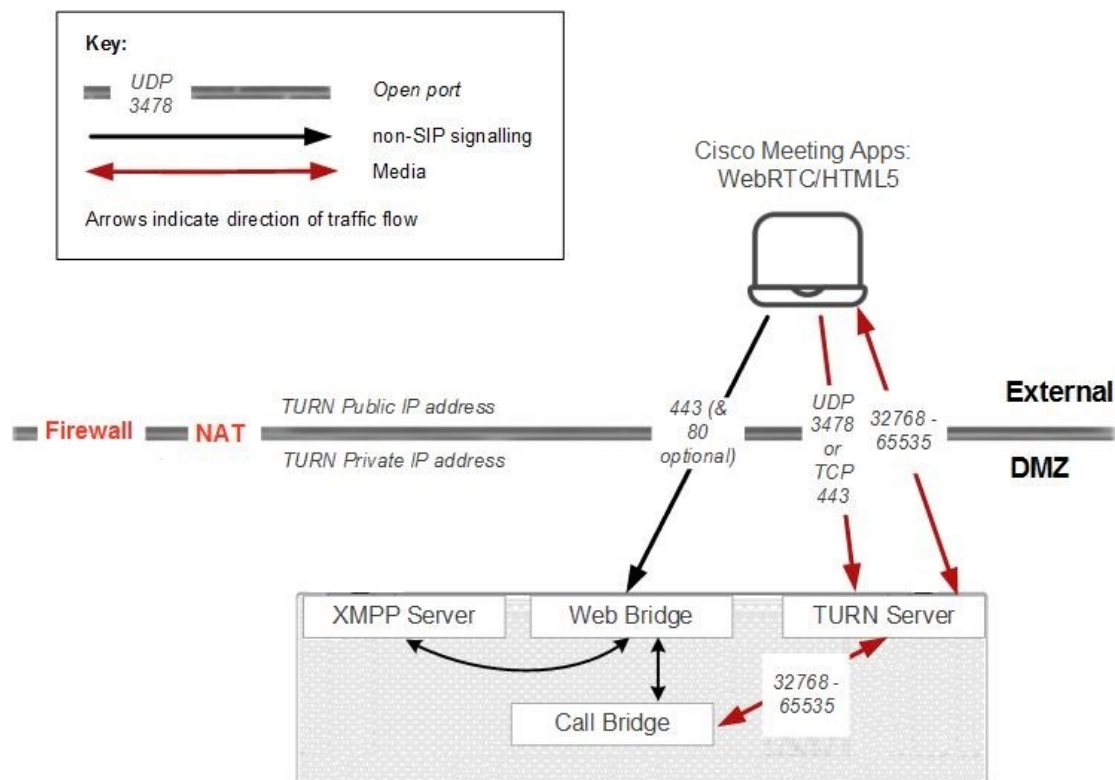 Key:
UDP
3478
Open port
non-SIP signalling
Media
Arrows indicate direction of traffic flow
Cisco Meeting Apps:
WebRTC/HTML5
External
TURN Public IP address
Firewall
NAT
443 (&
80
optional)
UDP
3478
or
TCP
443
32768 -
65535
TURN Private IP address
DMZ
XMPP Server
Web Bridge
TURN Server
32768 -
65535
Call Bridge